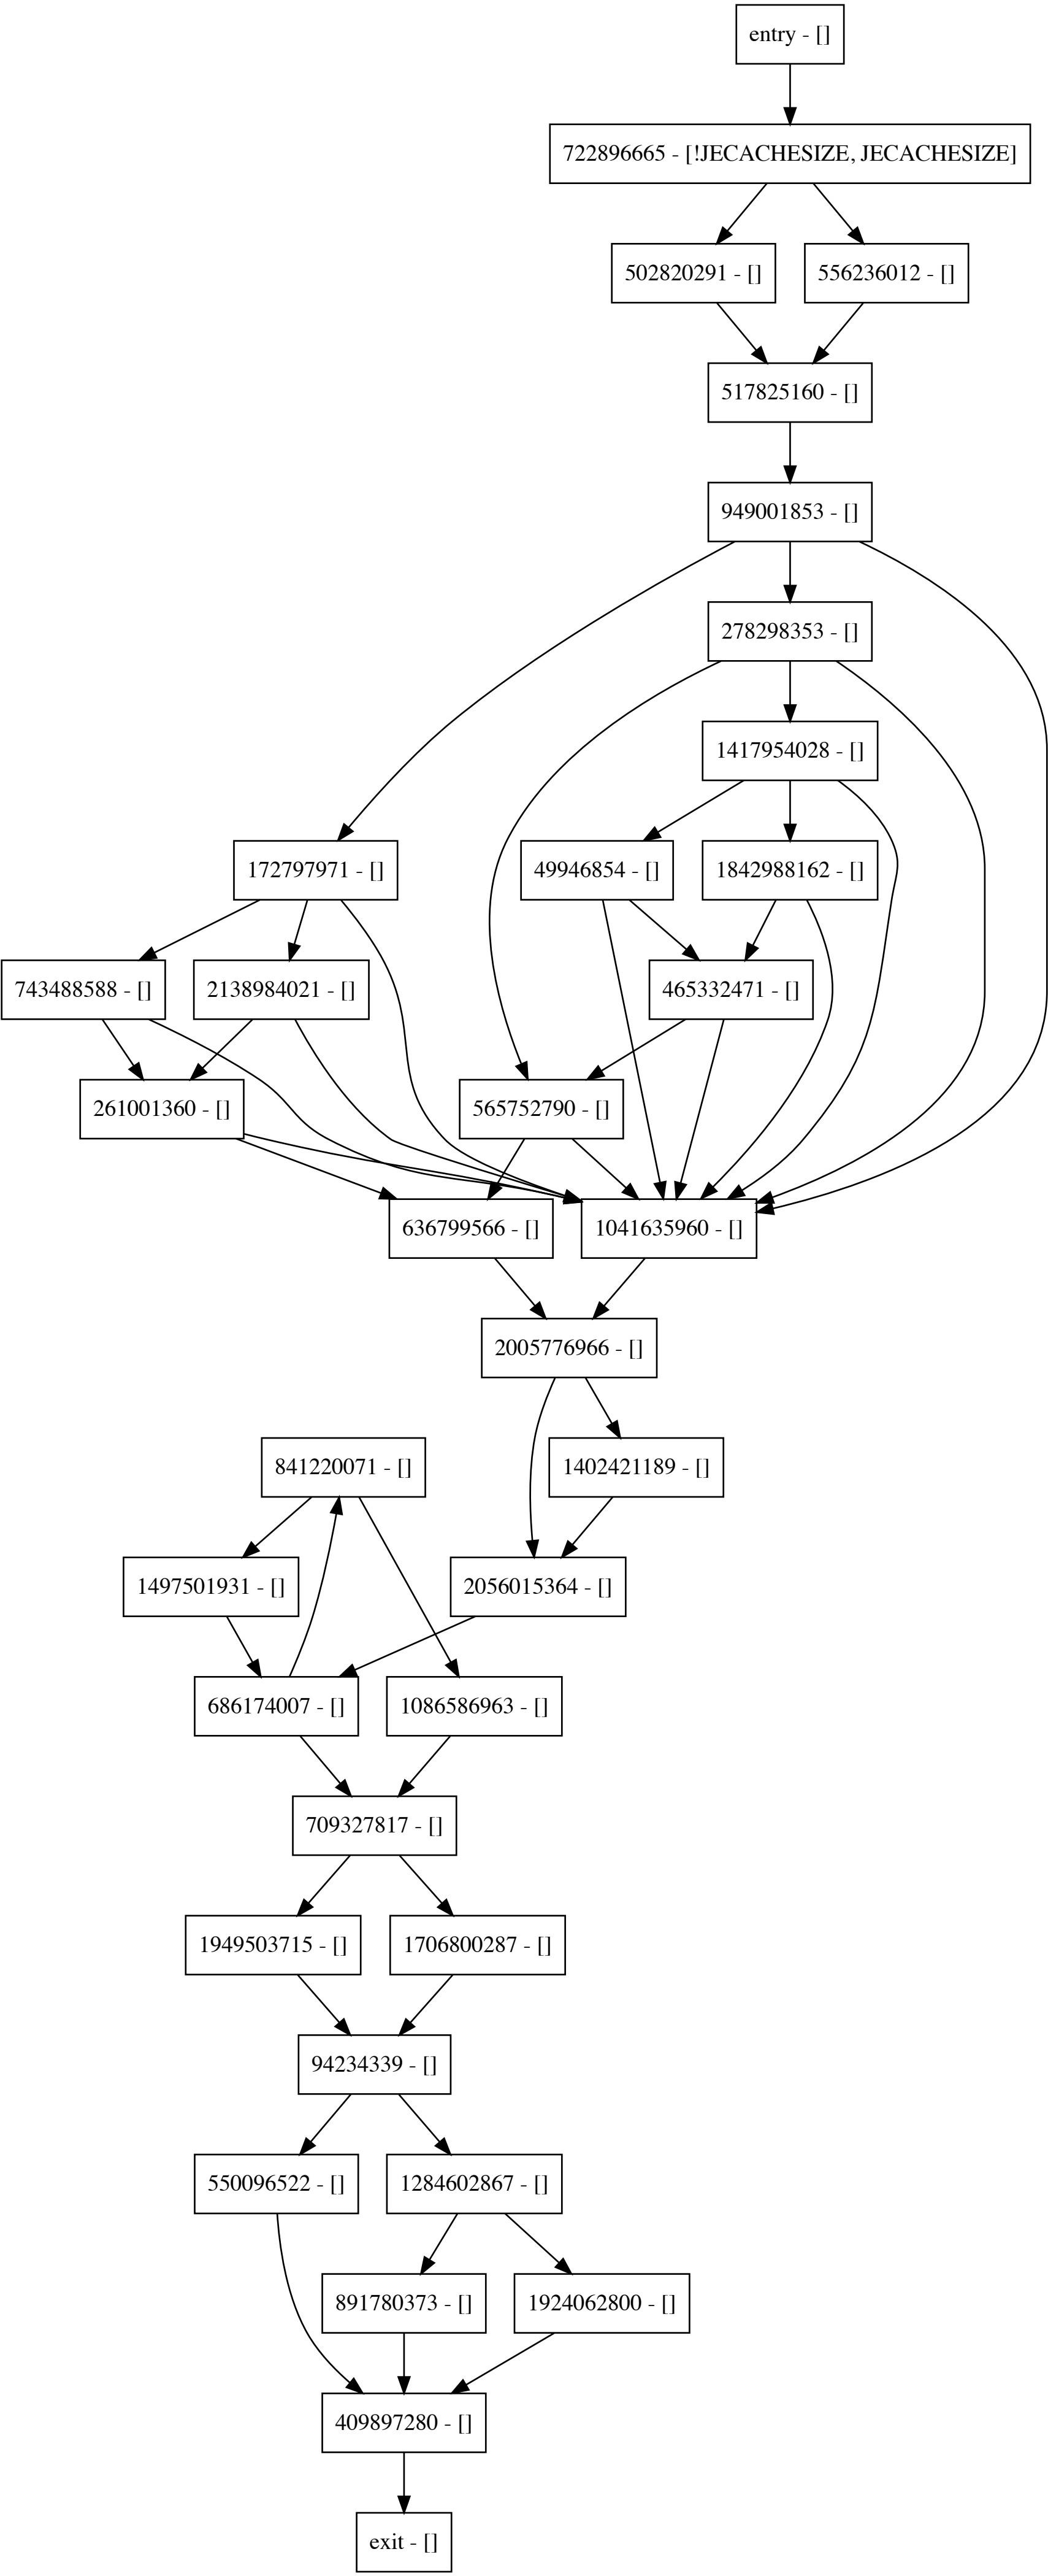 entry - []
722896665 - [!JECACHESIZE, JECACHESIZE]
502820291 - []
556236012 - []
517825160 - []
949001853 - []
278298353 - []
1417954028 - []
172797971 - []
49946854 - []
1842988162 - []
743488588 - []
2138984021 - []
465332471 - []
261001360 - []
565752790 - []
636799566 - []
1041635960 - []
2005776966 - []
841220071 - []
1402421189 - []
1497501931 - []
2056015364 - []
686174007 - []
1086586963 - []
709327817 - []
1949503715 - []
1706800287 - []
94234339 - []
550096522 - []
1284602867 - []
891780373 - []
1924062800 - []
409897280 - []
exit - []